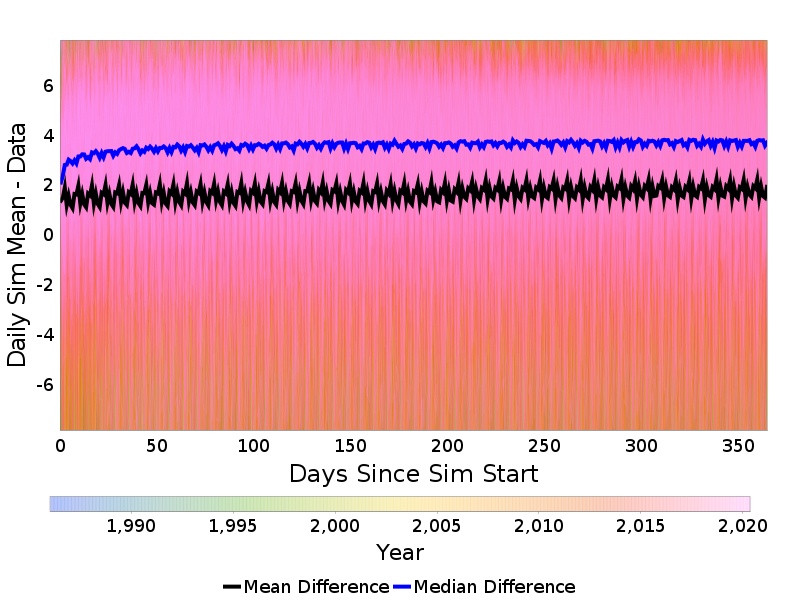 6
4
2
0
-2
-4
-6
Daily Sim Mean - Data
0 50 100 150 200 250 300 350
Days Since Sim Start
1,990 1,995 2,000 2,005 2,010 2,015 2,020
Year
Mean Difference Median Difference